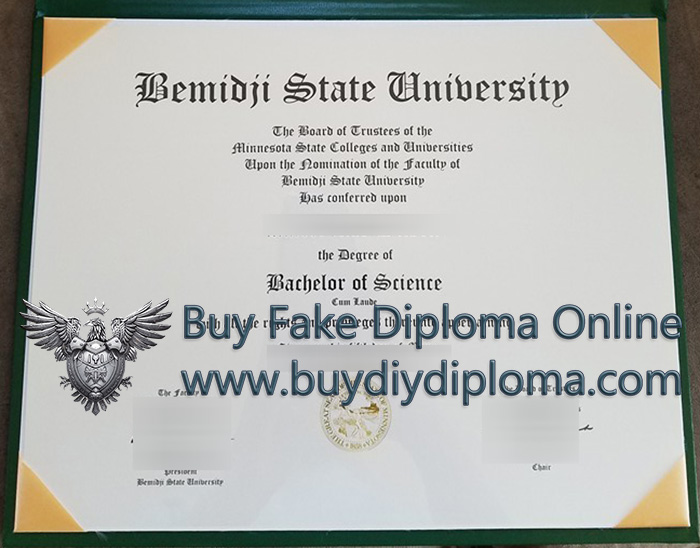 Bemidji State University
The Board of Trustees of the
Minnesota State Colleges and Universities
Upon the Nomination of the Faculty of
Bemidji State University
Has conferred upon
the Degree of
Bachelor of Science
Cum Laude
Buy Fake Diploma Online
www.buydiydiploma.com
The Faculty
President
Bemidji State University
Chair